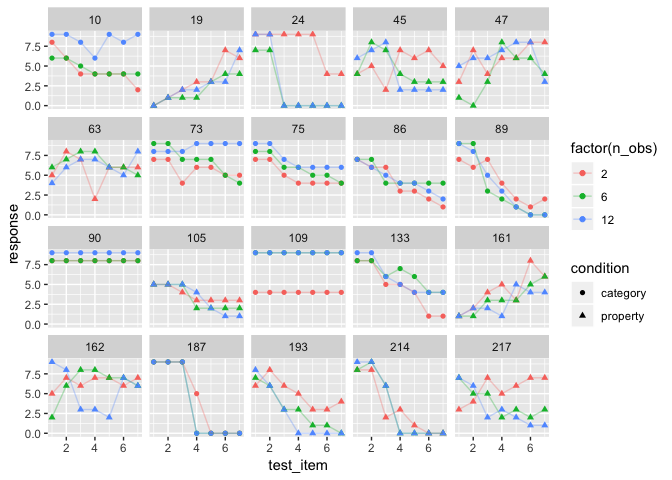 10 19 24 45 47
7.5
5.0
2.5
0.0
63 73 75 86 89
7.5
5.0
2.5
0.0
90 105 109 133 161
7.5
5.0
2.5
0.0
162 187 193 214 217
7.5
5.0
2.5
0.0
2 4 6 2 4 6 2 4 6 2 4 6 2 4 6
test_item
response
factor(n_obs)
2
6
12
condition
category
property